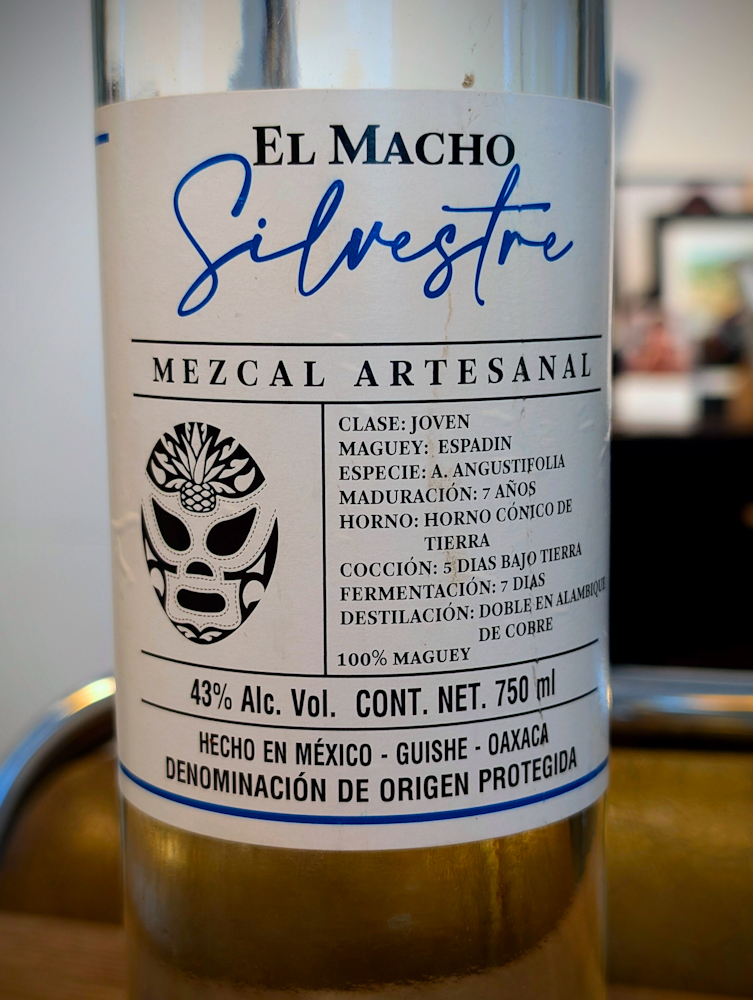 EL MACHO
Silvestre
MEZCAL ARTESANAL
CLASE: JOVEN
MAGUEY: ESPADIN
ESPECIE: A. ANGUSTIFOLIA
MADURACIÓN: 7 AÑOS
HORNO: HORNO CÓNICO DE
TIERRA
COCCIÓN: 5 DIAS BAJO TIERRA
FERMENTACIÓN: 7 DIAS
DESTILACIÓN: DOBLE EN ALAMBIQUE
DE COBRE
100% MAGUEY
43% Alc. Vol. CONT. NET. 750 ml
HECHO EN MÉXICO - GUISHE - OAXACA
DENOMINACIÓN DE ORIGEN PROTEGIDA